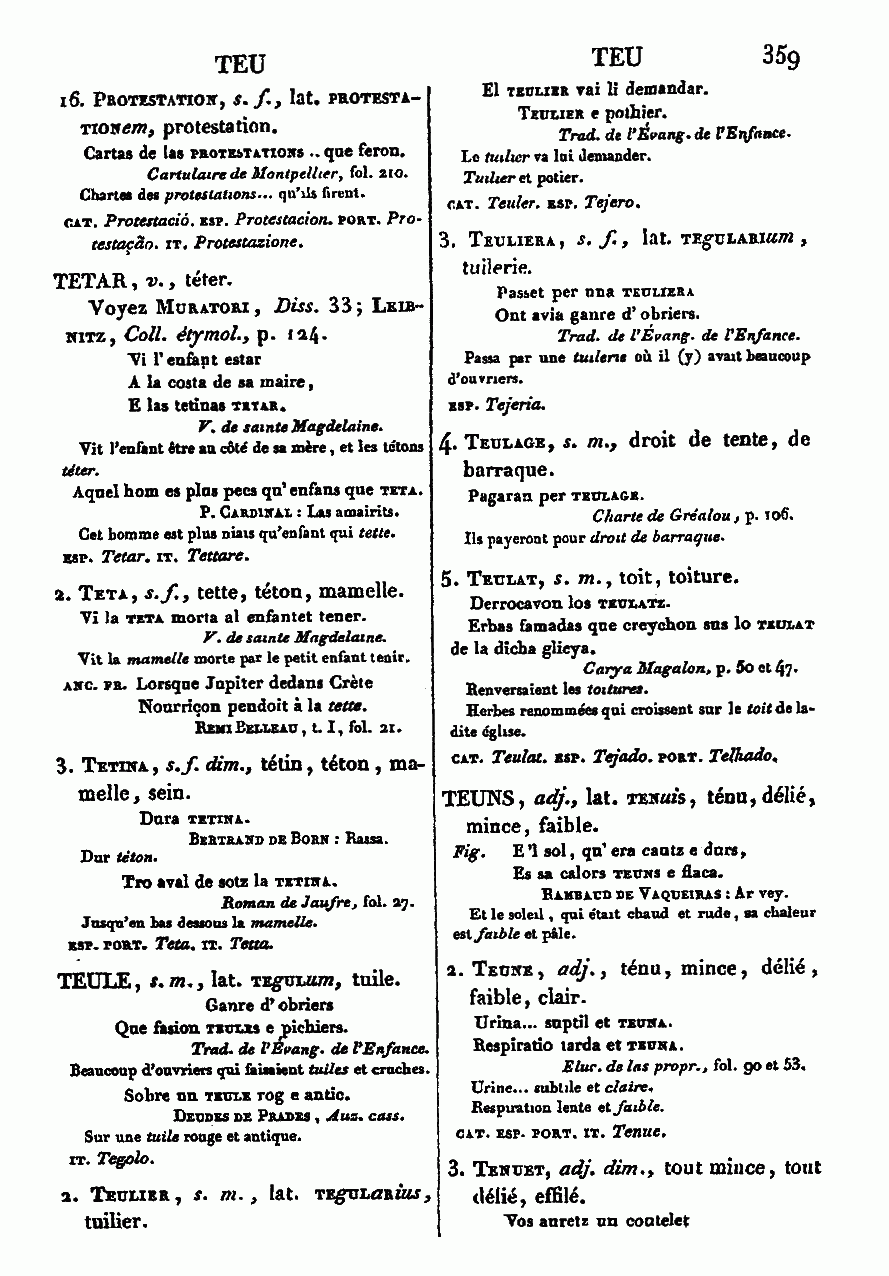 TEU
16. PROTESTATION, s. f., lat. PROTESTA-
TIONem, protestation.
Cartas de las PROTESTATIONS .. que feron.
Cartulaire de Montpellier, fol. 210.
Chartes des protestations... qu'ils firent.
CAT. Protestació. ESP. Protestacion. PORT. Pro-
testação. IT. Protestazione.
TETAR, v., téter.
Voyez MURATORI, Diss. 33; LEIB-
NITZ, Coll. étymol., p. 124.
Vi l'enfant estar
A la costa de sa maire,
E las tetinas TETAR.
V. de sainte Magdelaine.
Vit l'enfant être au côté de sa mère, et les tétons
téter.
Aquel hom es plus pecs qu'enfans que TETA.
P. CARDINAL : Las amairits.
Cet homme est plus niais qu'enfant qui tette.
ESP. Tetar. IT. Tettare.
2. TETA, s. f., tette, téton, mamelle.
Vi la TETA morta al enfantet tener.
V. de sainte Magdelaine.
Vit la mamelle morte par le petit enfant tenir.
ANC. FR. Lorsque Jupiter dedans Crète
Nourriçon pendoit à la tette.
REMI BELLEAU, t. I, fol. 21.
3. TETINA, s. f. dim., tétin, téton, ma-
melle, sein.
Dura TETINA.
BERTRAND DE BORN : Rassa.
Dur téton.
Tro aval de sotz la TETINA.
Roman de Jaufre, fol. 27.
Jusqu'en bas dessous la mamelle.
ESP. PORT. Teta. IT. Tetta.
TEULE, s. m., lat. TEgULum, tuile.
Ganre d'obriers
Que fasion TEULES e pichiers.
Trad. de l'Évang. de l'Enfance.
Beaucoup d'ouvriers qui faisaient tuiles et cruches.
Sobre un TEULE rog e antic.
DEUDES DE PRADES, Auz. cass.
Sur une tuile rouge et antique.
IT. Tegolo.
2. TEULIER, s. m., lat. TEgULaRIus,
tuilier.
TEU 359
El TEULIER vai li demandar.
TEULIER e pothier.
Trad. de l'Évang. de l'Enfance.
Le tuilier va lui demander.
Tuilier et potier.
CAT. Teuler. ESP. Tejero.
3. TEULIERA, s. f., lat. TEgULARIum,
tuilerie.
Passet per una TEULIERA
Ont avia ganre d'obriers.
Trad. de l'Évang. de l'Enfance.
Passa par une tuilerie où il (y) avait beaucoup
d'ouvriers.
ESP. Tejeria.
4. TEULAGE, s. m., droit de tente, de
barraque.
Pagaran per TEULAGE.
Charte de Gréalou, p. 106.
Ils payeront pour droit de barraque.
5. TEULAT, s. m., toit, toiture.
Derrocavon los TEULATZ.
Erbas famadas que creychon sus lo TEULAT
de la dicha glieya.
Carya Magalon, p. 50 et 47.
Renversaient les toitures.
Herbes renommées qui croissent sur le toit de la-
dite église.
CAT. Teulat. ESP. Tejado. PORT. Telhado.
TEUNS, adj., lat. TENuis, ténu, délié,
mince, faible.
Fig. E'l sol, qu'era cautz e durs,
Es sa calors TEUNS e flaca.
RAMBAUD DE VAQUEIRAS : Ar vey.
Et le soleil, qui était chaud et rude, sa chaleur
est faible et pâle.
2. TEUNE, adj., ténu, mince, délié,
faible, clair.
Urina... suptil et TEUNA.
Respiratio tarda et TEUNA.
Eluc. de las propr., fol. 90 et 53.
Urine... subtile et claire.
Respiration lente et faible.
CAT. ESP. PORT. IT. Tenue.
3. TENUET, adj. dim., tout mince, tout
délié, effilé.
Vos auretz un coutelet